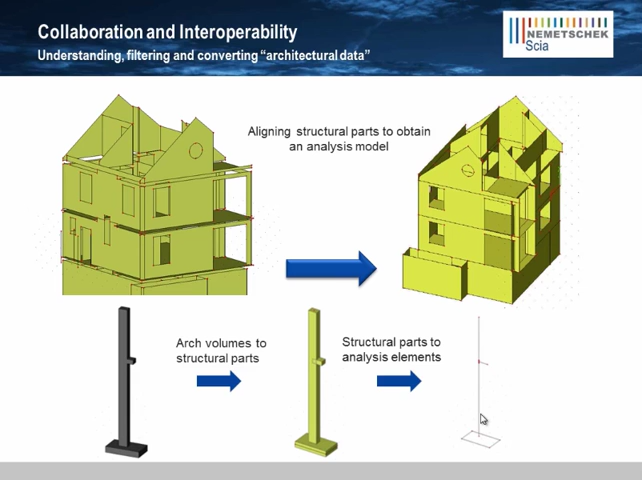 Collaboration and Interoperability
Understanding, filtering and converting “architectural data”
NEMETSCHEK
Scia
Aligning structural parts to obtain
an analysis model
Arch volumes to
structural parts
Structural parts to
analysis elements